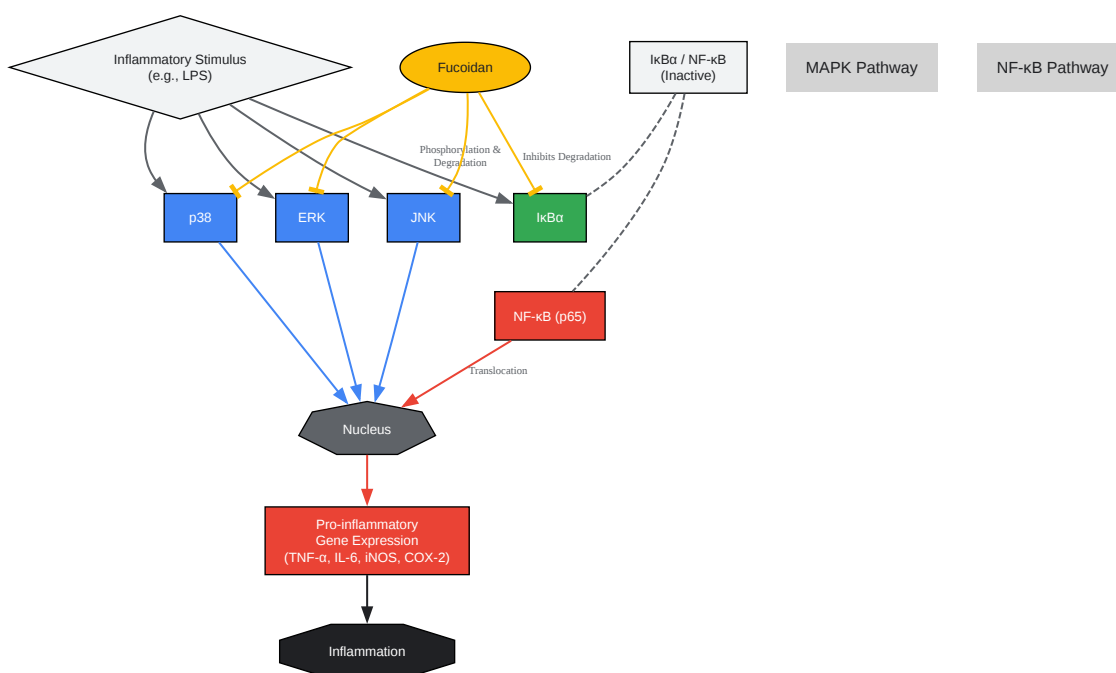 Inflammatory Stimulus
(e.g., LPS)
Fucoidan
IκBα / NF-κB
(Inactive)
MAPK Pathway
NF-κB Pathway
Phosphorylation &
Degradation
Inhibits Degradation
p38
ERK
JNK
IκBα
NF-κB (p65)
Translocation
Nucleus
Pro-inflammatory
Gene Expression
(TNF-α, IL-6, iNOS, COX-2)
Inflammation